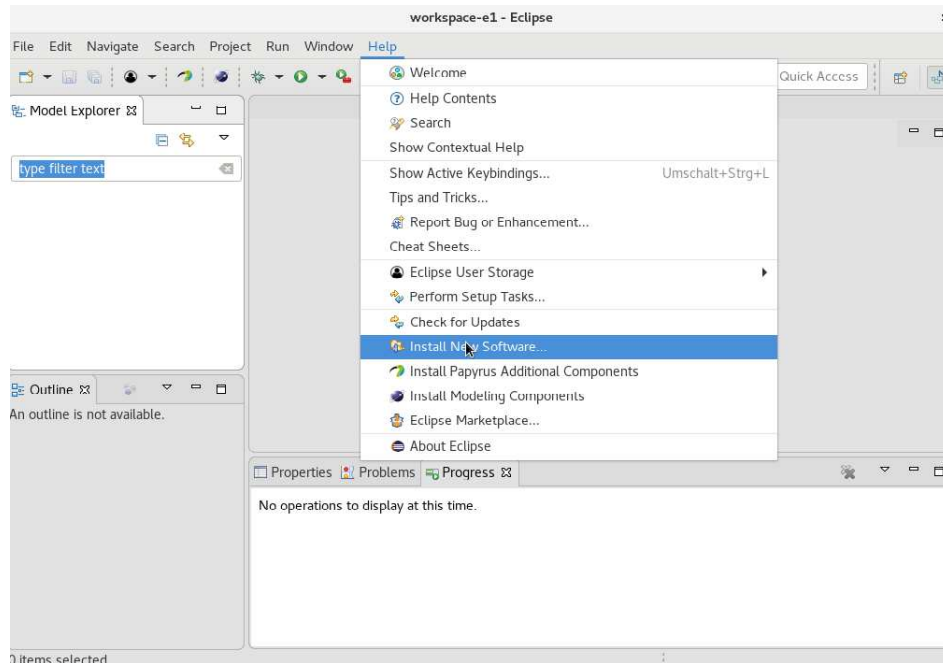 workspace-e1 - Eclipse
File Edit Navigate Search Project Run Window Help
Quick Access
Model Explorer
type filter text
Welcome
Help Contents
Search
Show Contextual Help
Show Active Keybindings... Umschalt+Strg+L
Tips and Tricks...
Report Bug or Enhancement...
Cheat Sheets...
Eclipse User Storage
Perform Setup Tasks...
Check for Updates
Install New Software...
Install Papyrus Additional Components
Install Modeling Components
Eclipse Marketplace...
About Eclipse
Outline
An outline is not available.
Properties Problems Progress
No operations to display at this time.
0 items selected